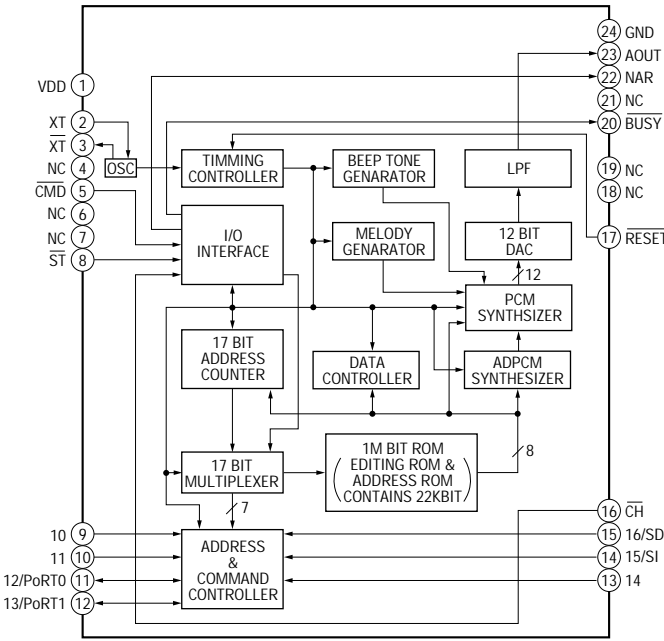 24 GND
23 AOUT
VDD 1
22 NAR
21 NC
XT 2
20 BUSY
XT 3
NC 4
OSC
TIMMING
CONTROLLER
BEEP TONE
GENARATOR
LPF
19 NC
CMD 5
18 NC
NC 6
I/O
INTERFACE
MELODY
GENARATOR
12 BIT
DAC
NC 7
17 RESET
ST 8
12
PCM
SYNTHSIZER
17 BIT
ADDRESS
COUNTER
DATA
CONTROLLER
ADPCM
SYNTHESIZER
17 BIT
MULTIPLEXER
1M BIT ROM
EDITING ROM &
ADDRESS ROM
CONTAINS 22KBIT
8
7
16 CH
10 9
ADDRESS
&
COMMAND
CONTROLLER
15 16/SD
11 10
14 15/SI
12/PoRT0 11
13 14
13/PoRT1 12